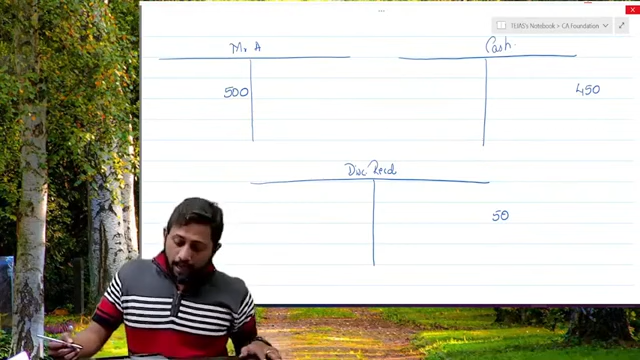 TEJAS's Notebook > CA Foundation
Mr A
Cash
500
450
Disc Recd
50